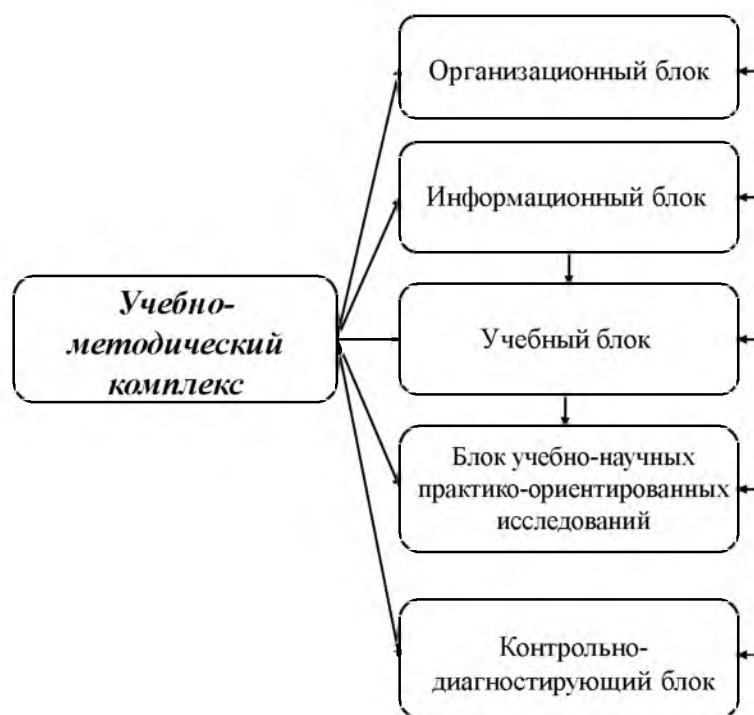 Организационный блок
Информационный блок
Учебно-
методический
комплекс
Учебный блок
Блок учебно-научных
практико-ориентированных
исследований
Контрольно-
диагностирующий блок